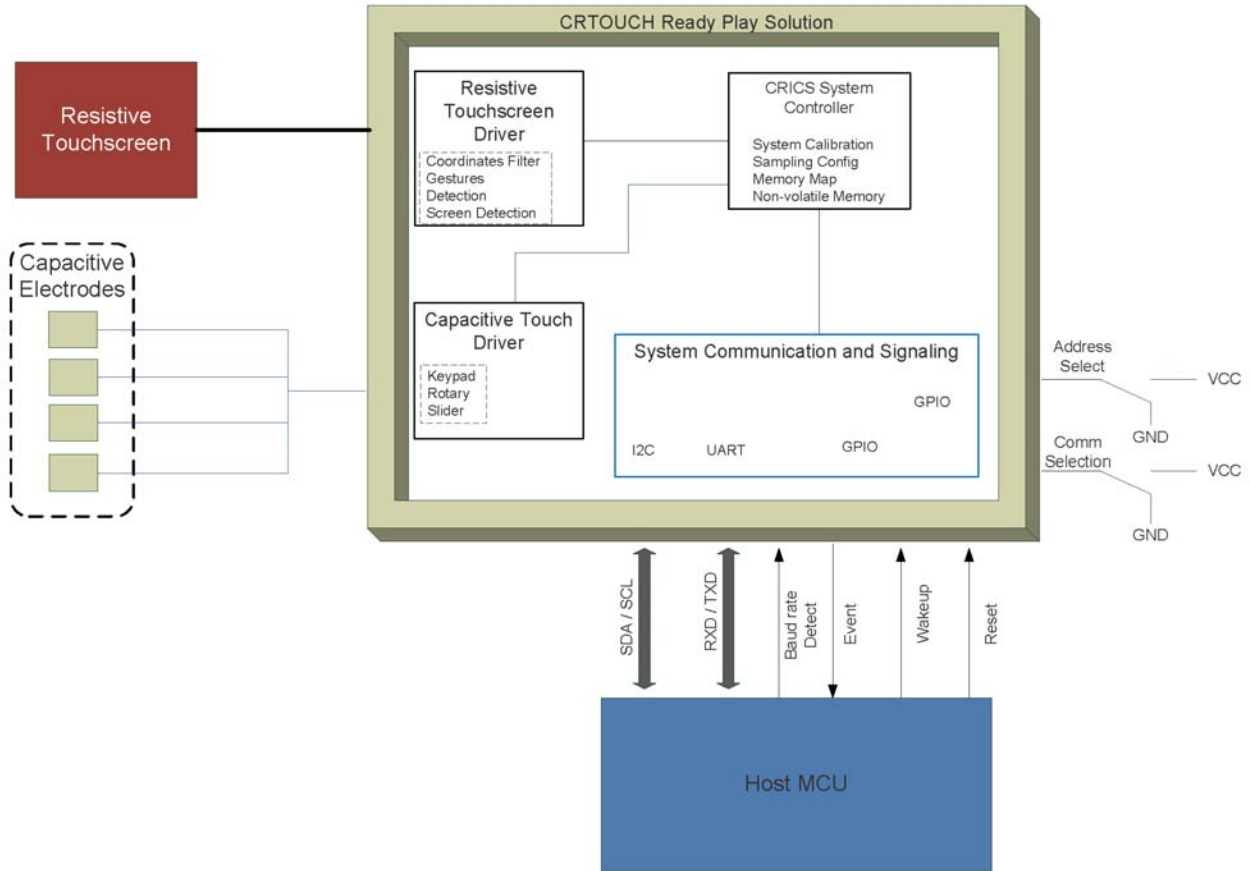 CRTOUCH Ready Play Solution
Resistive
Touchscreen
Resistive
Touchscreen
Driver
Coordinates Filter
Gestures
Detection
Screen Detection
CRICS System
Controller
System Calibration
Sampling Config
Memory Map
Non-volatile Memory
Capacitive
Electrodes
Capacitive Touch
Driver
Keypad
Rotary
Slider
System Communication and Signaling
GPIO
I2C
UART
GPIO
Address
Select
VCC
GND
Comm
Selection
VCC
GND
SDA / SCL
RXD / TXD
Baud rate
Detect
Event
Wakeup
Reset
Host MCU